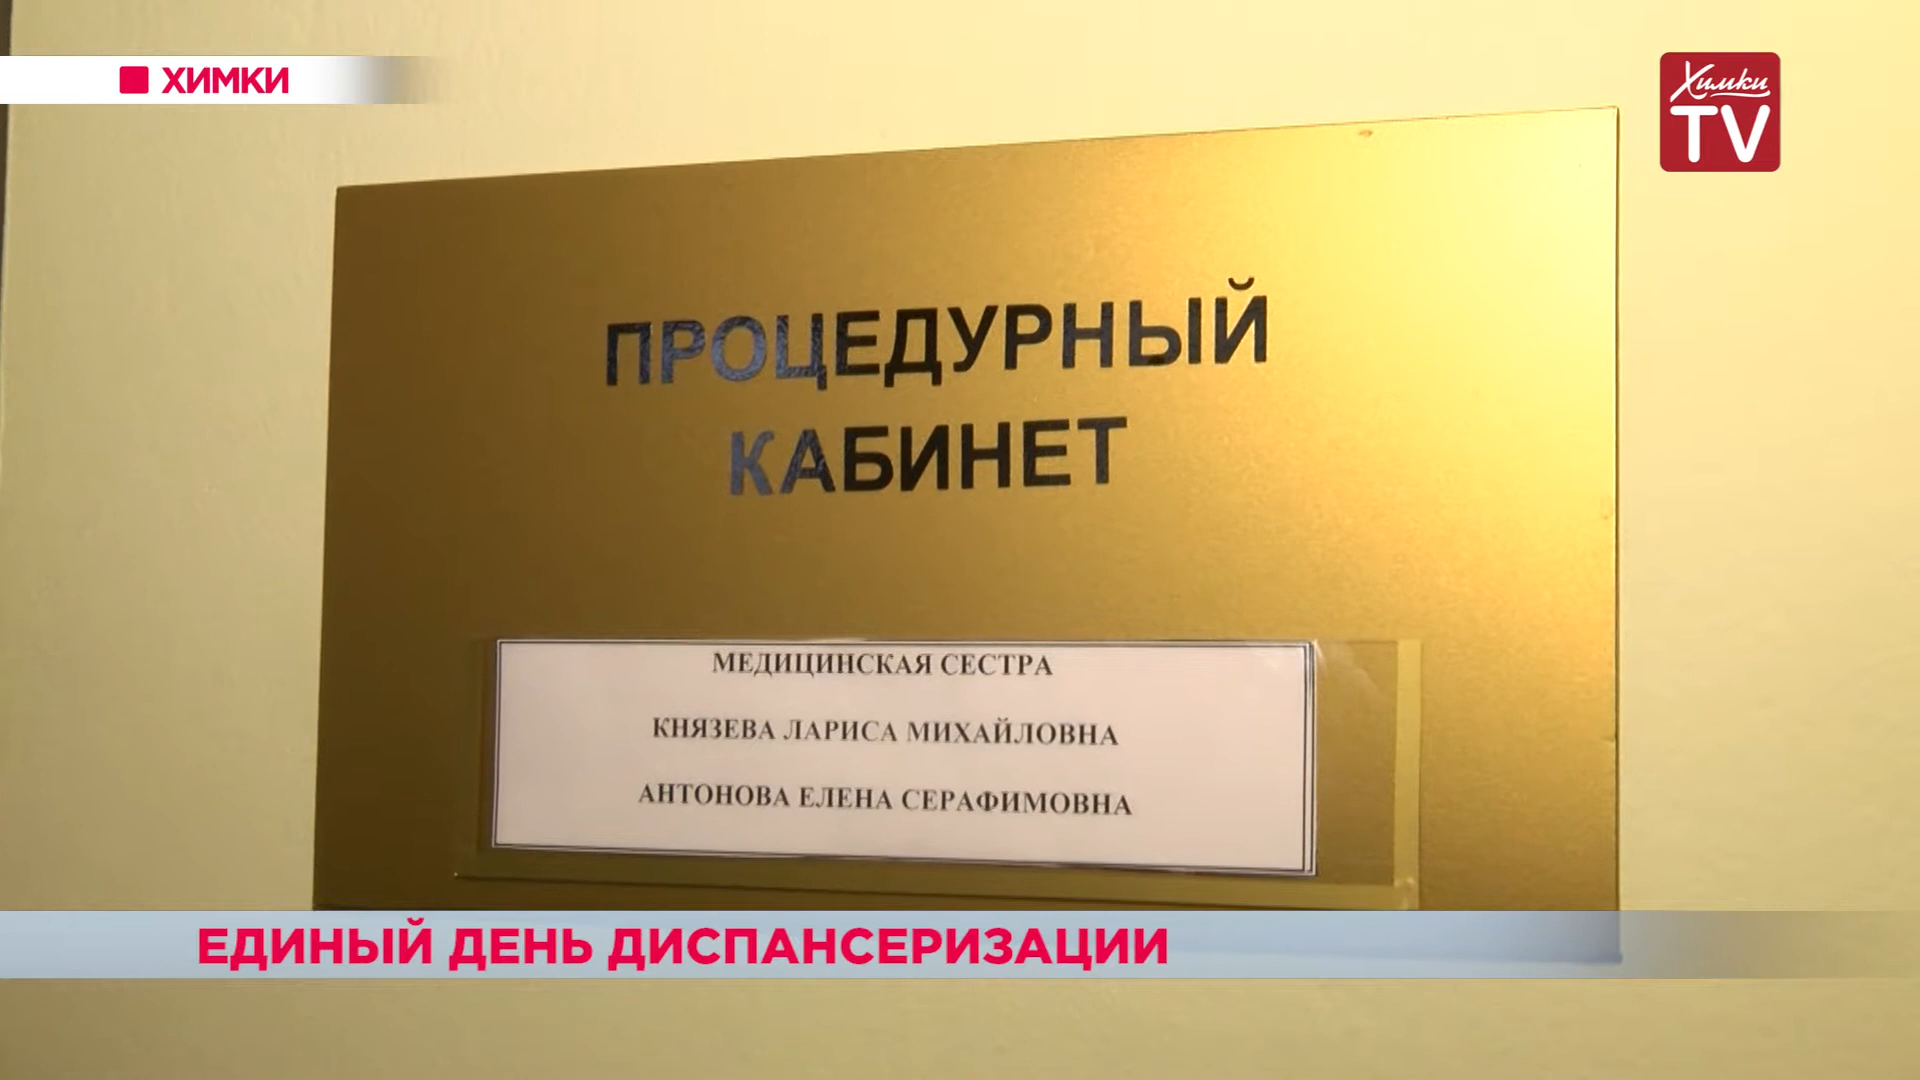 ХИМКИ
Химки
TV
ПРОЦЕДУРНЫЙ
КАБИНЕТ
МЕДИЦИНСКАЯ СЕСТРА
КНЯЗЕВА ЛАРИСА МИХАЙЛОВНА
АНТОНОВА ЕЛЕНА СЕРАФИМОВНА
ЕДИНЫЙ ДЕНЬ ДИСПАНСЕРИЗАЦИИ